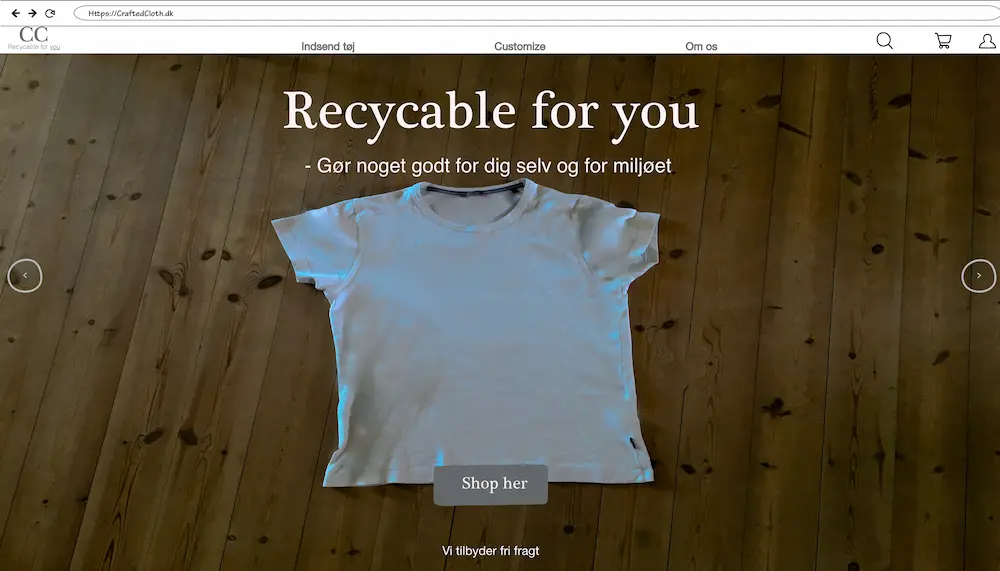 Https://CraftedCloth.dk
CC
Recycable for you
Indsend tøj
Customize
Om os
Recycable for you
- Gør noget godt for dig selv og for miljøet
Shop her
Vi tilbyder fri fragt